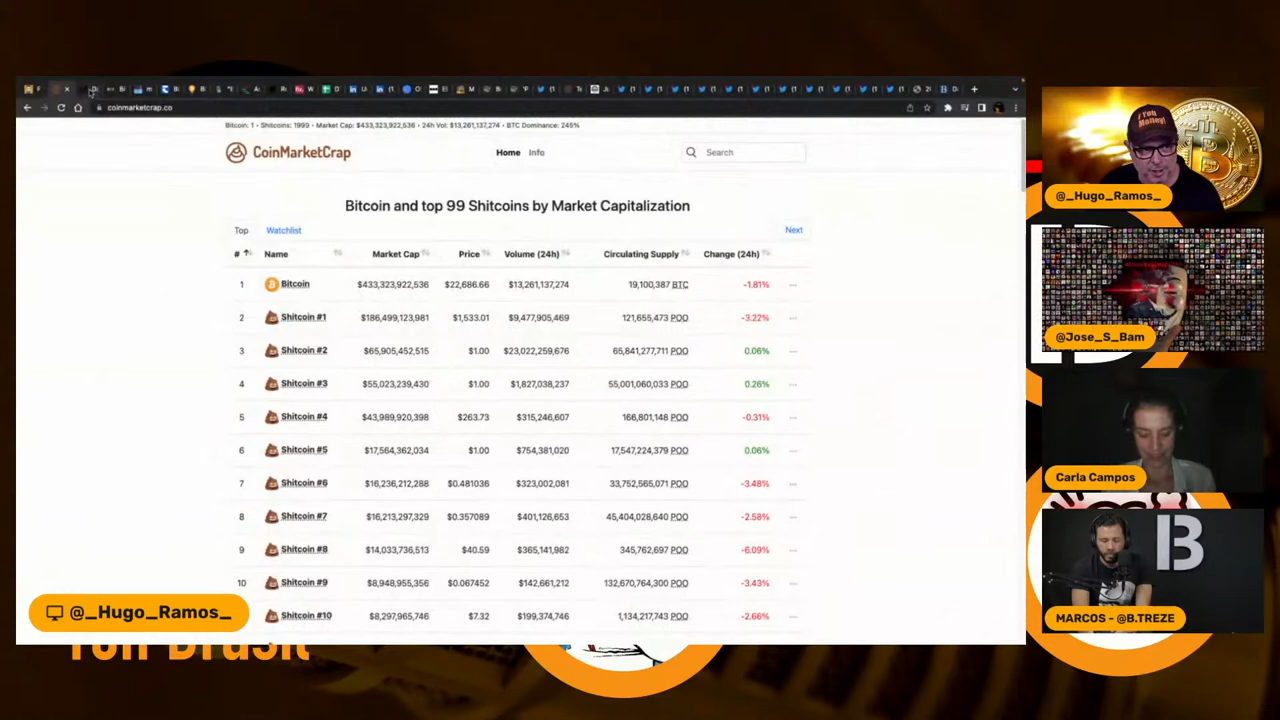 coinmarketcrap.co
Bitcoin: 1 • Shitcoins: 1999 • Market Cap: $433,323,922,536 • 24h Vol: $13,261,137,274 • BTC Dominance: 245%
CoinMarketCrap
Home Info
Search
Bitcoin and top 99 Shitcoins by Market Capitalization
Top Watchlist Next
# Name Market Cap Price Volume (24h) Circulating Supply Change (24h)
1 Bitcoin $433,323,922,536 $22,686.66 $13,261,137,274 19,100,387 BTC -1.81%
2 Shitcoin #1 $186,499,123,981 $1,533.01 $9,477,905,469 121,655,473 POO -3.22%
3 Shitcoin #2 $65,905,452,515 $1.00 $23,022,259,676 65,841,277,711 POO 0.06%
4 Shitcoin #3 $55,023,239,430 $1.00 $1,827,038,237 55,001,060,033 POO 0.26%
5 Shitcoin #4 $43,989,920,398 $263.73 $315,246,607 166,801,148 POO -0.31%
6 Shitcoin #5 $17,564,362,034 $1.00 $754,381,020 17,547,224,379 POO 0.06%
7 Shitcoin #6 $16,236,212,288 $0.481036 $323,002,081 33,752,565,071 POO -3.48%
8 Shitcoin #7 $16,213,297,329 $0.357089 $401,126,653 45,404,028,640 POO -2.58%
9 Shitcoin #8 $14,033,736,513 $40.59 $365,141,982 345,762,697 POO -6.09%
10 Shitcoin #9 $8,948,955,356 $0.067452 $142,661,212 132,670,764,300 POO -3.43%
Shitcoin #10 $8,297,965,746 $7.32 $199,374,746 1,134,217,743 POO -2.66%
@_Hugo_Ramos_
@_Hugo_Ramos_
@Jose_S_Bam
Carla Campos
B
MARCOS - @B.TREZE